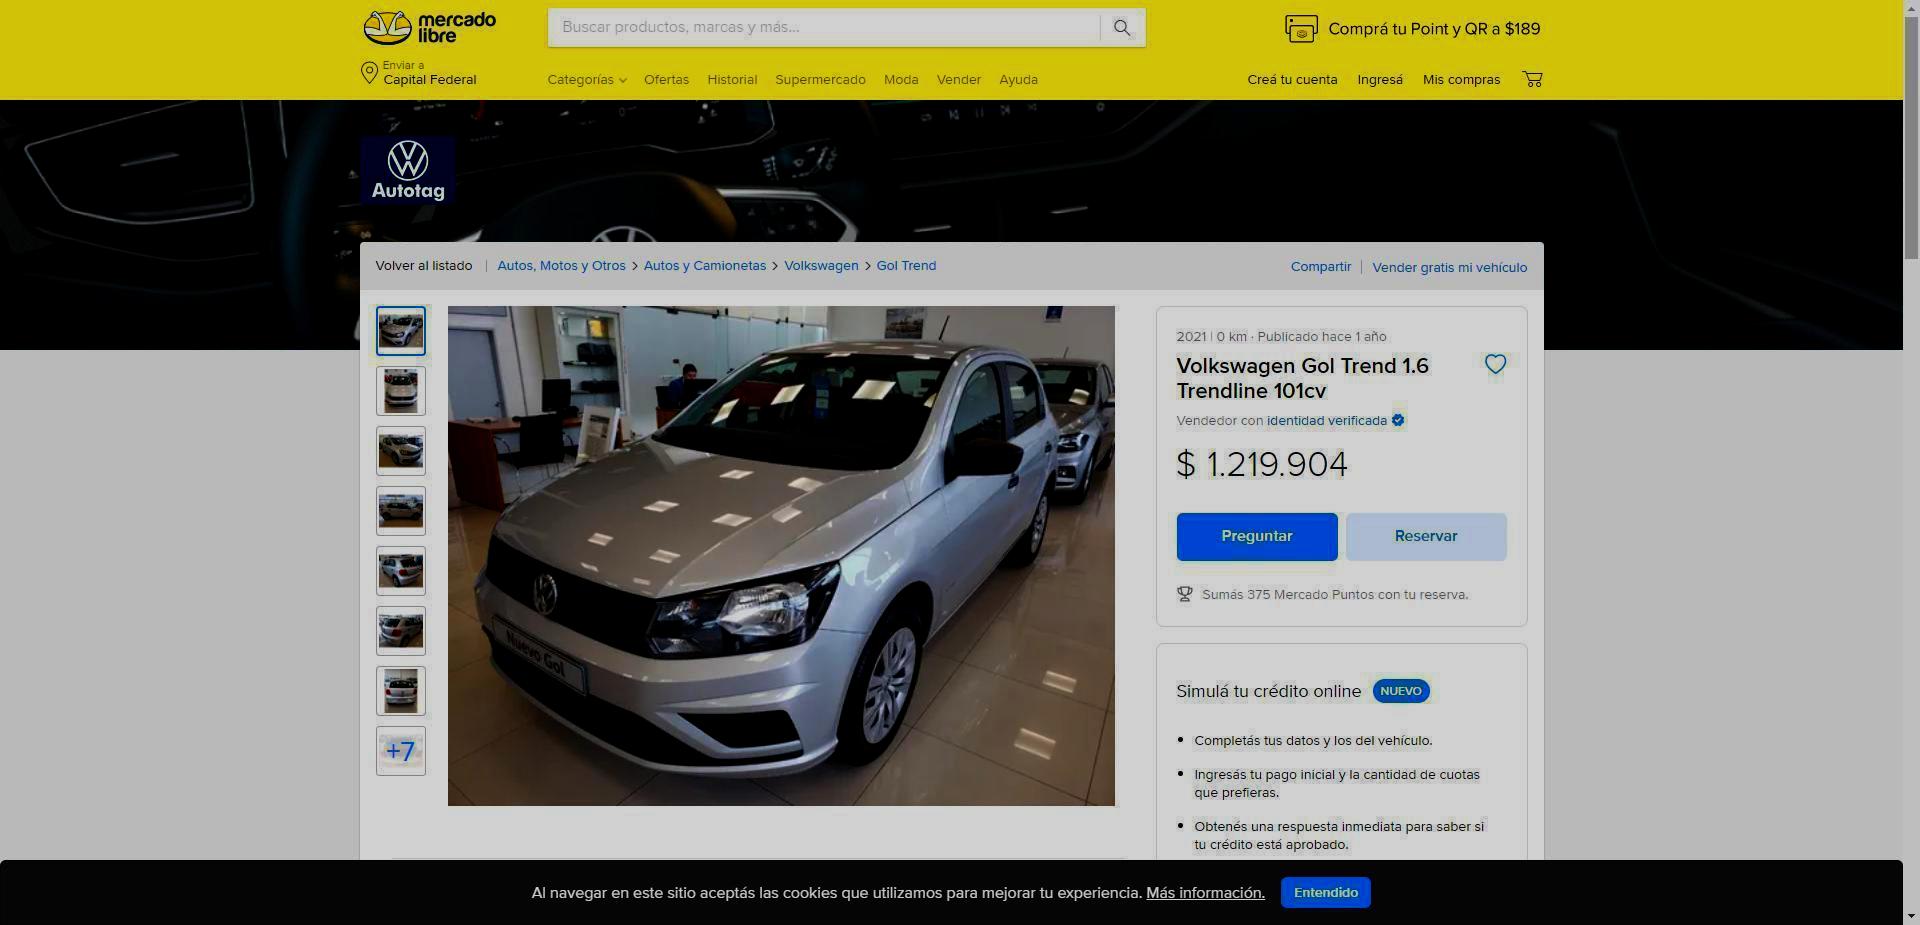 mercado
libre
Buscar productos, marcas y más...
Comprá tu Point y QR a $189
Enviar a
Capital Federal
Categorías Ofertas Historial Supermercado Moda Vender Ayuda
Creá tu cuenta Ingresá Mis compras
Autotag
Volver al listado | Autos, Motos y Otros > Autos y Camionetas > Volkswagen > Gol Trend
Compartir | Vender gratis mi vehículo
2021 | 0 km · Publicado hace 1 año
Volkswagen Gol Trend 1.6
Trendline 101cv
Vendedor con identidad verificada
$ 1.219.904
Preguntar Reservar
Sumás 375 Mercado Puntos con tu reserva.
Nuevo Gol
+7
Simulá tu crédito online NUEVO
• Completás tus datos y los del vehículo.
• Ingresás tu pago inicial y la cantidad de cuotas
que prefieras.
• Obtenés una respuesta inmediata para saber si
tu crédito está aprobado.
Al navegar en este sitio aceptás las cookies que utilizamos para mejorar tu experiencia. Más información. Entendido